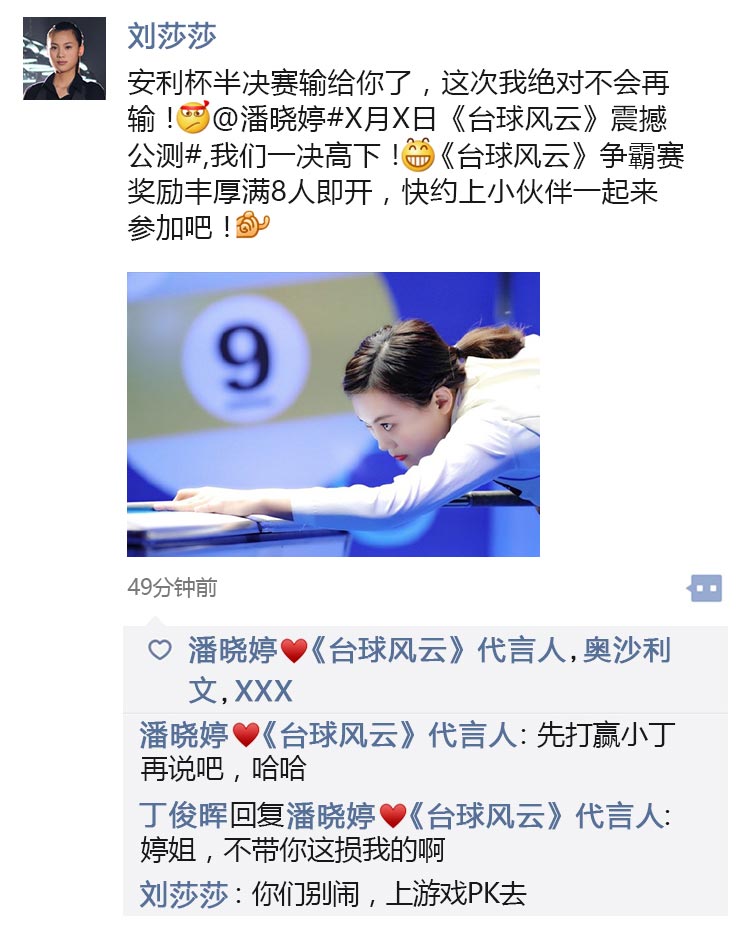 刘莎莎
安利杯半决赛输给你了，这次我绝对不会再
输！@潘晓婷#X月X日《台球风云》震撼
公测#,我们一决高下！《台球风云》争霸赛
奖励丰厚满8人即开，快约上小伙伴一起来
参加吧！
9
49分钟前
潘晓婷❤《台球风云》代言人,奥沙利
文,XXX
潘晓婷❤《台球风云》代言人: 先打赢小丁
再说吧，哈哈
丁俊晖回复潘晓婷❤《台球风云》代言人:
婷姐，不带你这损我的啊
刘莎莎：你们别闹，上游戏PK去